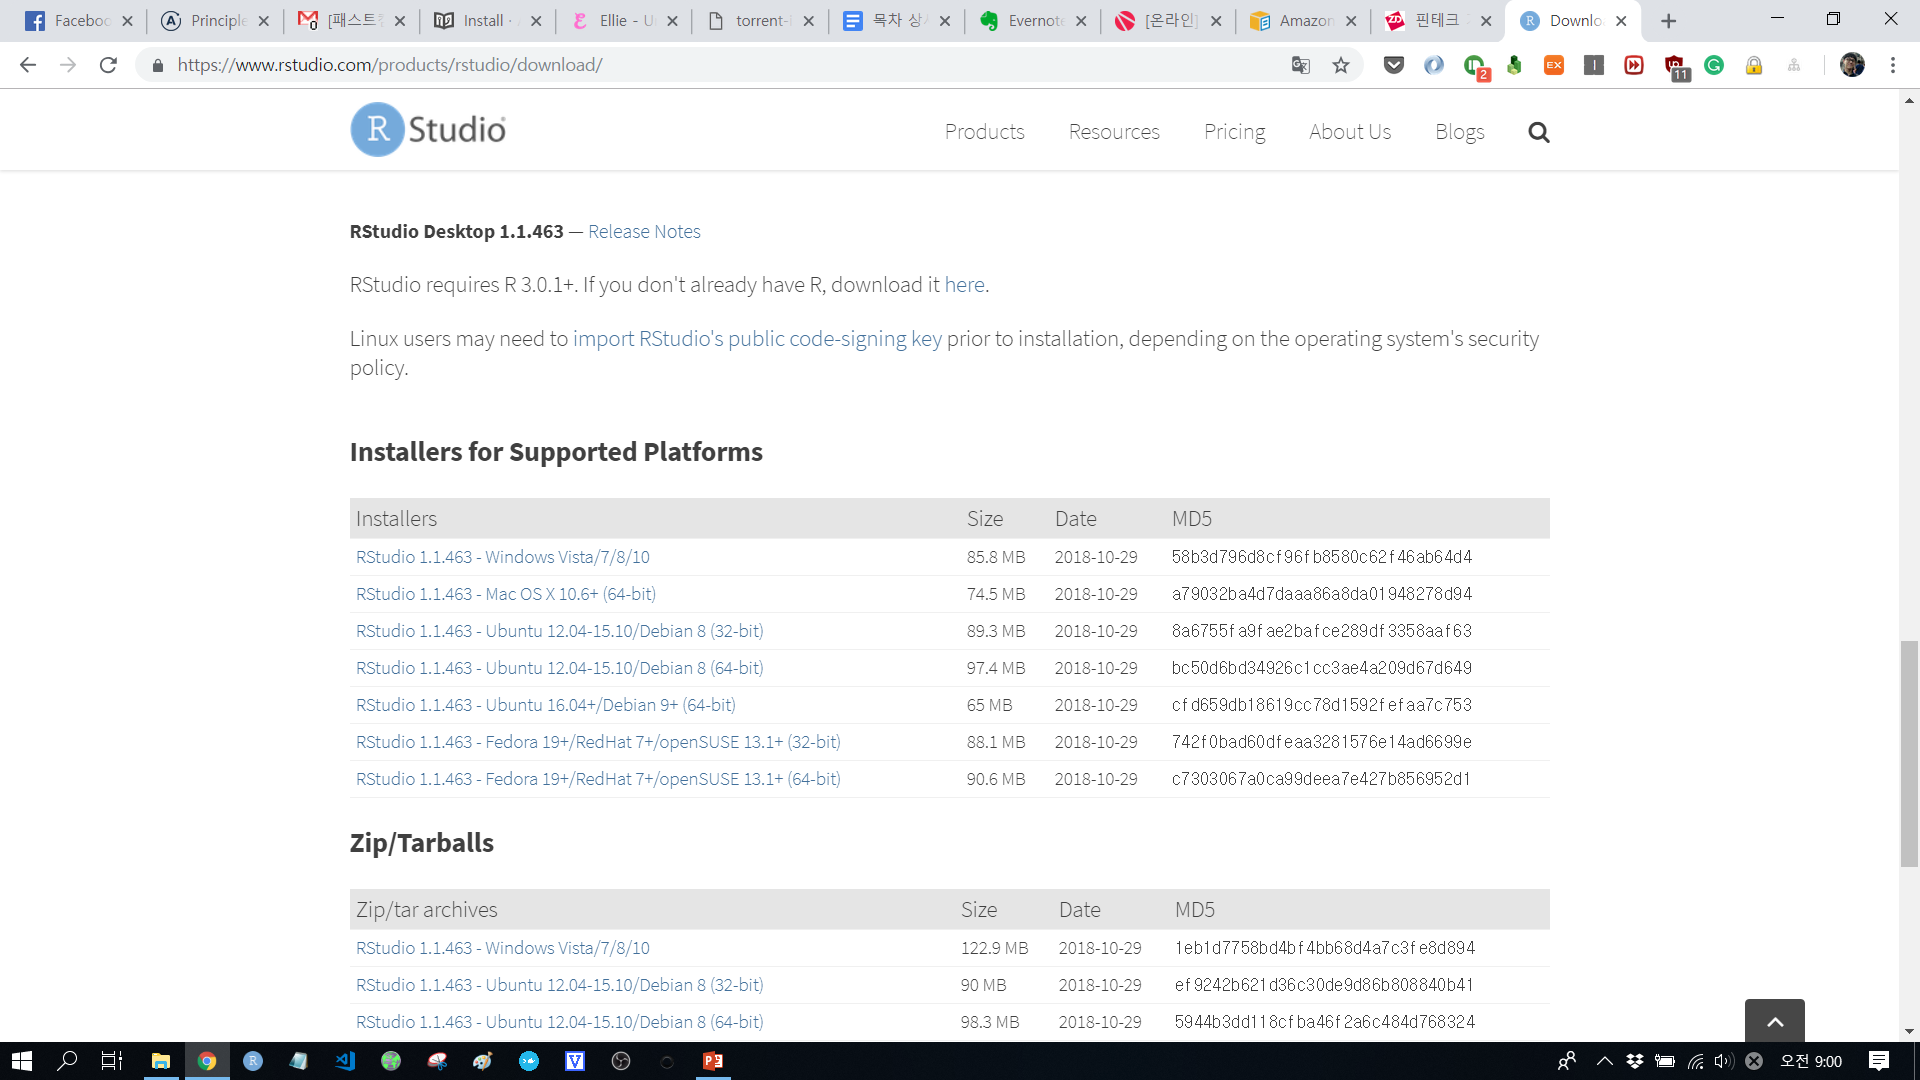 Faceboo
Principle
[패스트
Install ·
Ellie - U
torrent-
목차 상
Evernote
[온라인]
Amazon
핀테크
Downlo
https://www.rstudio.com/products/rstudio/download/
2
EX
11
R Studio
Products
Resources
Pricing
About Us
Blogs
RStudio Desktop 1.1.463 — Release Notes
RStudio requires R 3.0.1+. If you don't already have R, download it here.
Linux users may need to import RStudio's public code-signing key prior to installation, depending on the operating system's security
policy.
Installers for Supported Platforms
Installers Size Date MD5
RStudio 1.1.463 - Windows Vista/7/8/10 85.8 MB 2018-10-29 58b3d796d8cf96fb8580c62f46ab64d4
RStudio 1.1.463 - Mac OS X 10.6+ (64-bit) 74.5 MB 2018-10-29 a79032ba4d7daaa86a8da01948278d94
RStudio 1.1.463 - Ubuntu 12.04-15.10/Debian 8 (32-bit) 89.3 MB 2018-10-29 8a6755fa9fae2bafce289df3358aaf63
RStudio 1.1.463 - Ubuntu 12.04-15.10/Debian 8 (64-bit) 97.4 MB 2018-10-29 bc50d6bd34926c1cc3ae4a209d67d649
RStudio 1.1.463 - Ubuntu 16.04+/Debian 9+ (64-bit) 65 MB 2018-10-29 cfd659db18619cc78d1592fefaa7c753
RStudio 1.1.463 - Fedora 19+/RedHat 7+/openSUSE 13.1+ (32-bit) 88.1 MB 2018-10-29 742f0bad60dfeaa3281576e14ad6699e
RStudio 1.1.463 - Fedora 19+/RedHat 7+/openSUSE 13.1+ (64-bit) 90.6 MB 2018-10-29 c7303067a0ca99deea7e427b856952d1
Zip/Tarballs
Zip/tar archives Size Date MD5
RStudio 1.1.463 - Windows Vista/7/8/10 122.9 MB 2018-10-29 1eb1d7758bd4bf4bb68d4a7c3fe8d894
RStudio 1.1.463 - Ubuntu 12.04-15.10/Debian 8 (32-bit) 90 MB 2018-10-29 ef9242b621d36c30de9d86b808840b41
RStudio 1.1.463 - Ubuntu 12.04-15.10/Debian 8 (64-bit) 98.3 MB 2018-10-29 5944b3dd118cfba46f2a6c484d768324
오전 9:00